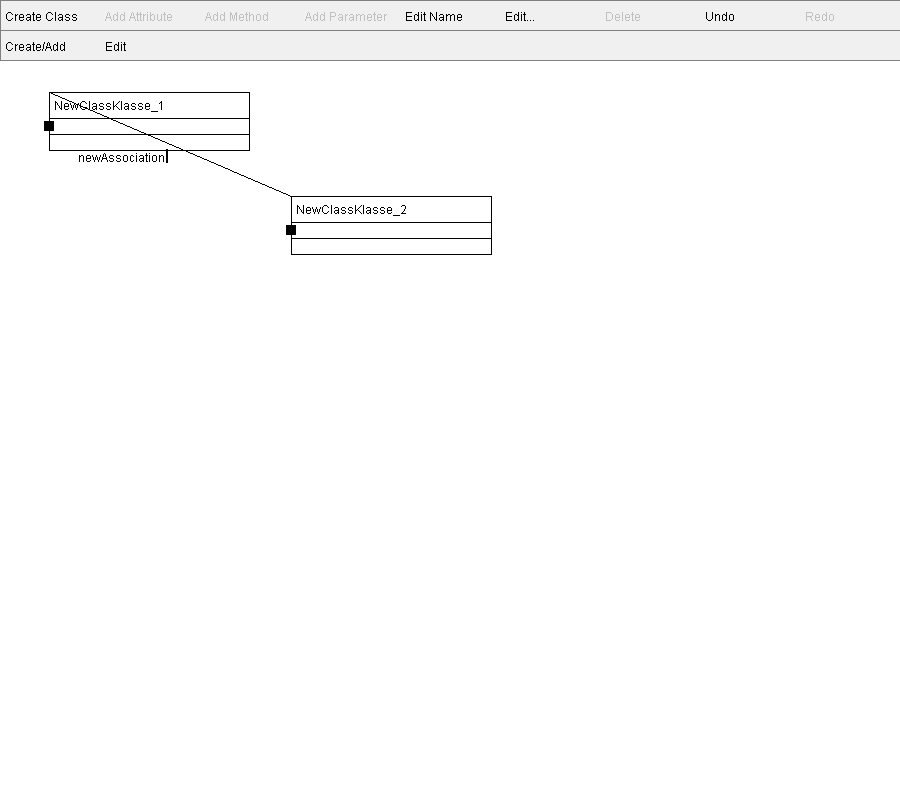 Create Class Add Attribute Add Method Add Parameter Edit Name Edit... Delete Undo Redo
Create/Add Edit
NewClassKlasse_1
newAssociation
NewClassKlasse_2